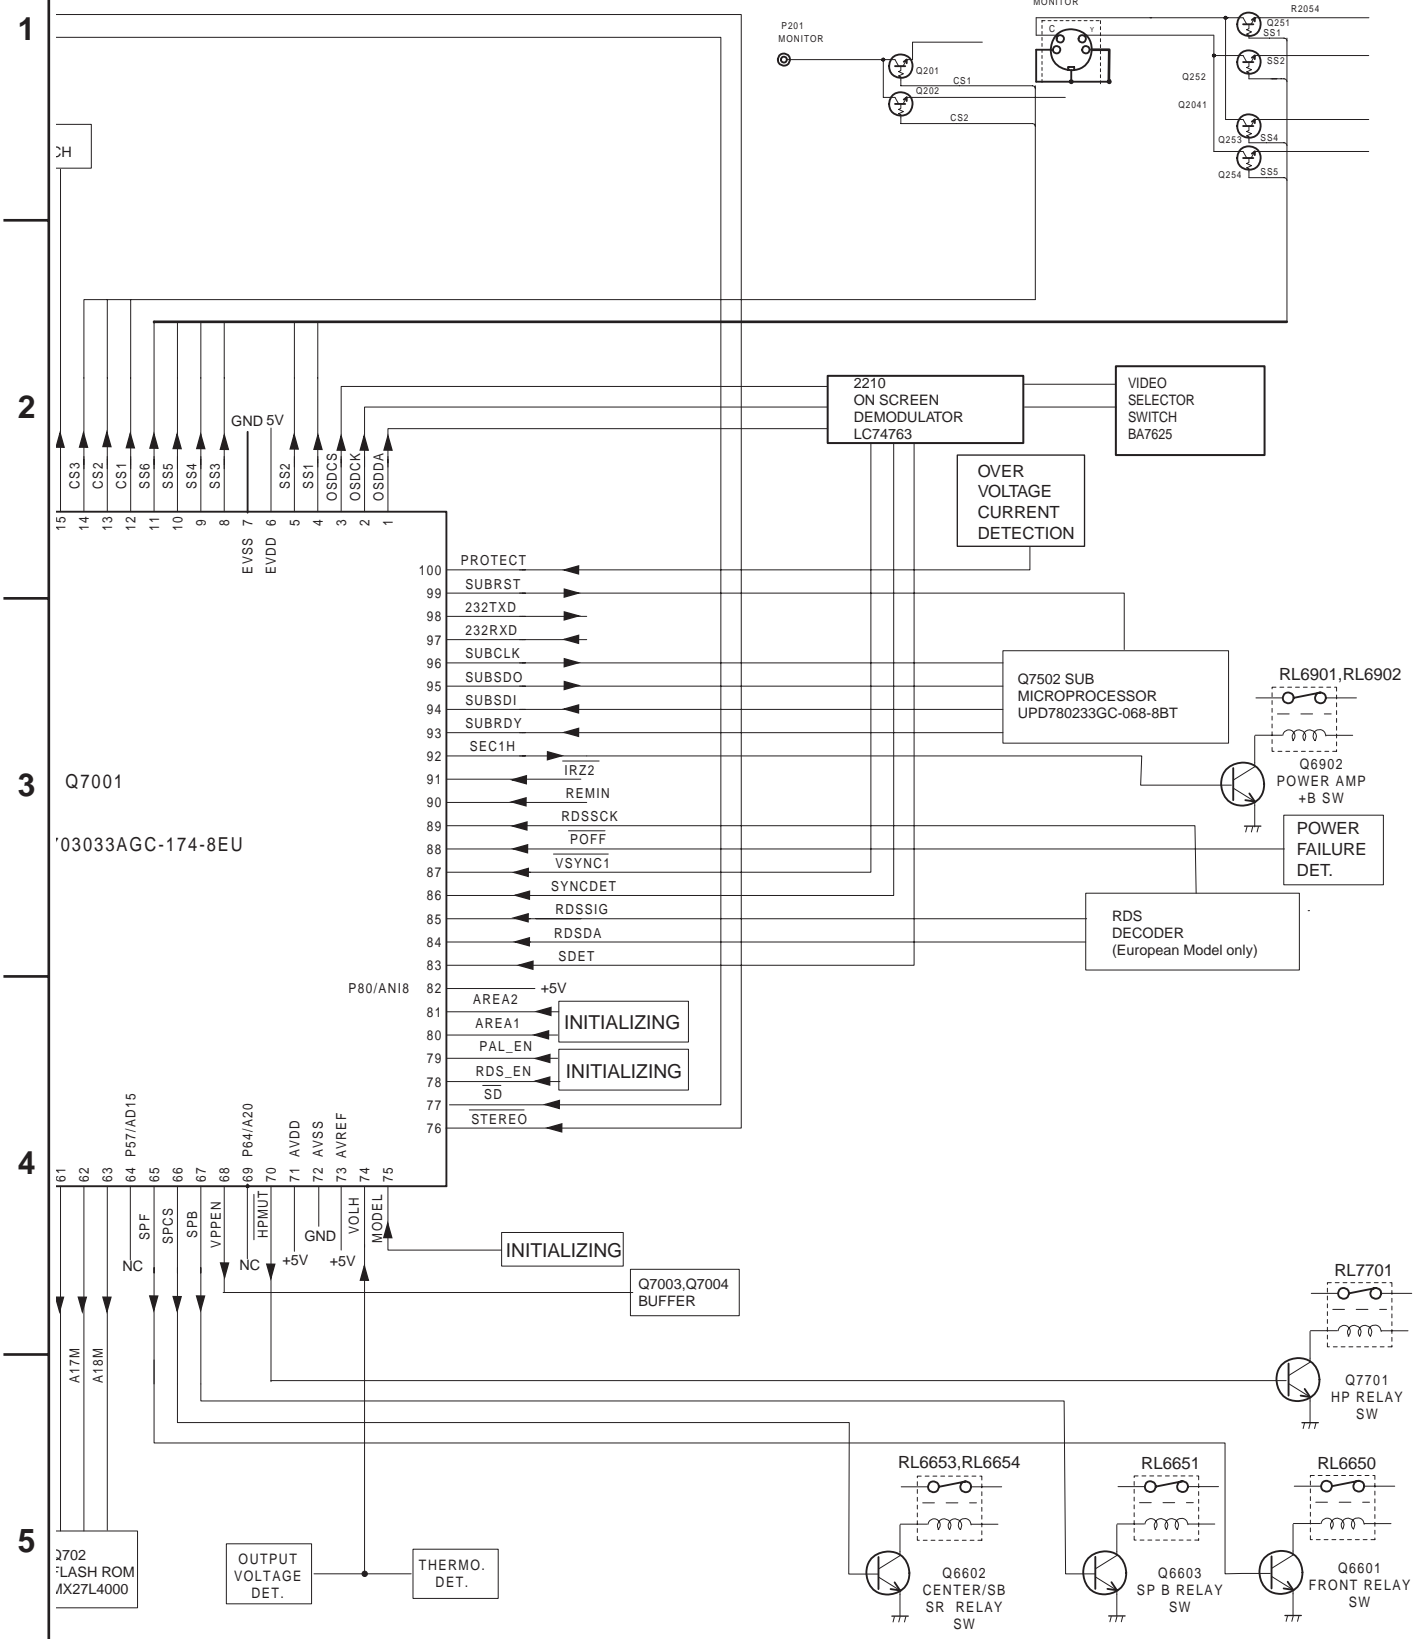 1
MONITOR
P201
MONITOR
C
Y
R2054
Q251
SS1
Q201
CS1
Q202
CS2
SS2
Q252
Q2041
Q253
SS4
Q254
SS5
CH
2
GND 5V
CS3
CS2
CS1
SS6
SS5
SS4
SS3
SS2
SS1
OSDCS
OSDCK
OSDDA
15
14
13
12
11
10
9
8
7
6
5
4
3
2
1
EVSS
EVDD
2210
ON SCREEN
DEMODULATOR
LC74763
VIDEO
SELECTOR
SWITCH
BA7625
OVER
VOLTAGE
CURRENT
DETECTION
100 PROTECT
99 SUBRST
98 232TXD
97 232RXD
96 SUBCLK
95 SUBSDO
94 SUBSDI
93 SUBRDY
92 SEC1H
91 IRZ2
90 REMIN
89 RDSSCK
88 POFF
87 VSYNC1
86 SYNCDET
85 RDSSIG
84 RDSDA
83 SDET
P80/ANI8 82 +5V
81 AREA2
80 AREA1
79 PAL_EN
78 RDS_EN
77 SD
76 STEREO
INITIALIZING
INITIALIZING
Q7502 SUB
MICROPROCESSOR
UPD780233GC-068-8BT
RL6901,RL6902
Q6902
POWER AMP
+B SW
3
Q7001
703033AGC-174-8EU
POWER
FAILURE
DET.
RDS
DECODER
(European Model only)
4
P57/AD15
P64/A20
AVDD
AVSS
AVREF
61
62
63
64
65
66
67
68
69
70
71
72
73
74
75
SPF
SPCS
SPB
VPPEN
HPMUT
VOLH
MODEL
NC
NC
+5V
GND
+5V
INITIALIZING
Q7003,Q7004
BUFFER
A17M
A18M
RL7701
Q7701
HP RELAY
SW
RL6653,RL6654
RL6651
RL6650
5
Q702
FLASH ROM
MX27L4000
OUTPUT
VOLTAGE
DET.
THERMO.
DET.
Q6602
CENTER/SB
SR RELAY
SW
Q6603
SP B RELAY
SW
Q6601
FRONT RELAY
SW